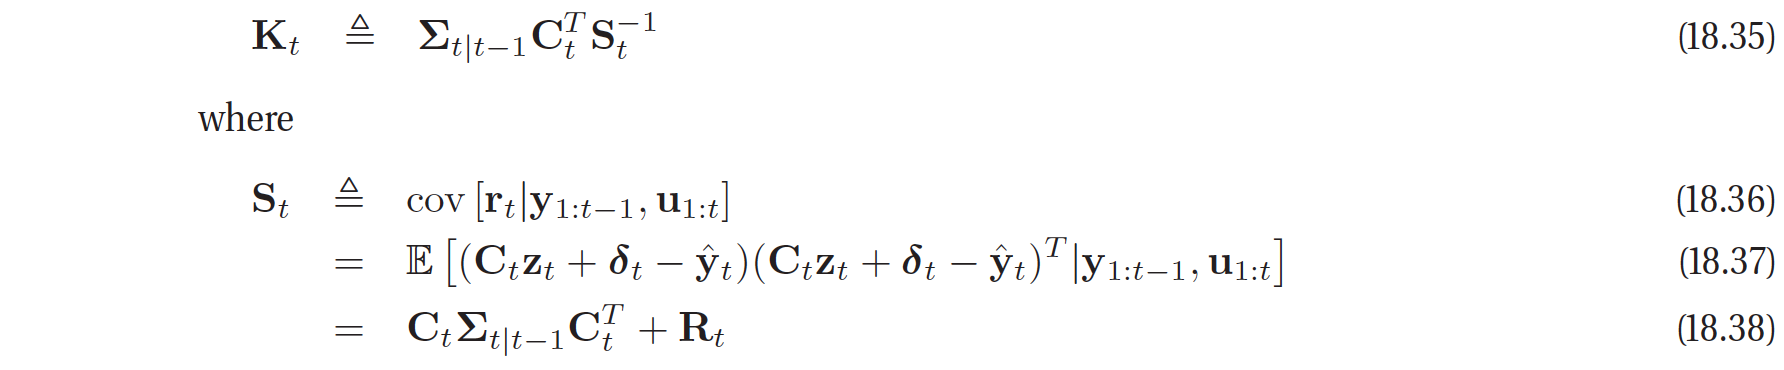 K_t ≜ Σ_{t|t−1} C_t^T S_t^{−1} (18.35)
where
S_t ≜ cov [r_t|y_{1:t−1}, u_{1:t}] (18.36)
= 𝔼 [(C_t z_t + δ_t − ŷ_t)(C_t z_t + δ_t − ŷ_t)^T |y_{1:t−1}, u_{1:t}] (18.37)
= C_t Σ_{t|t−1} C_t^T + R_t (18.38)